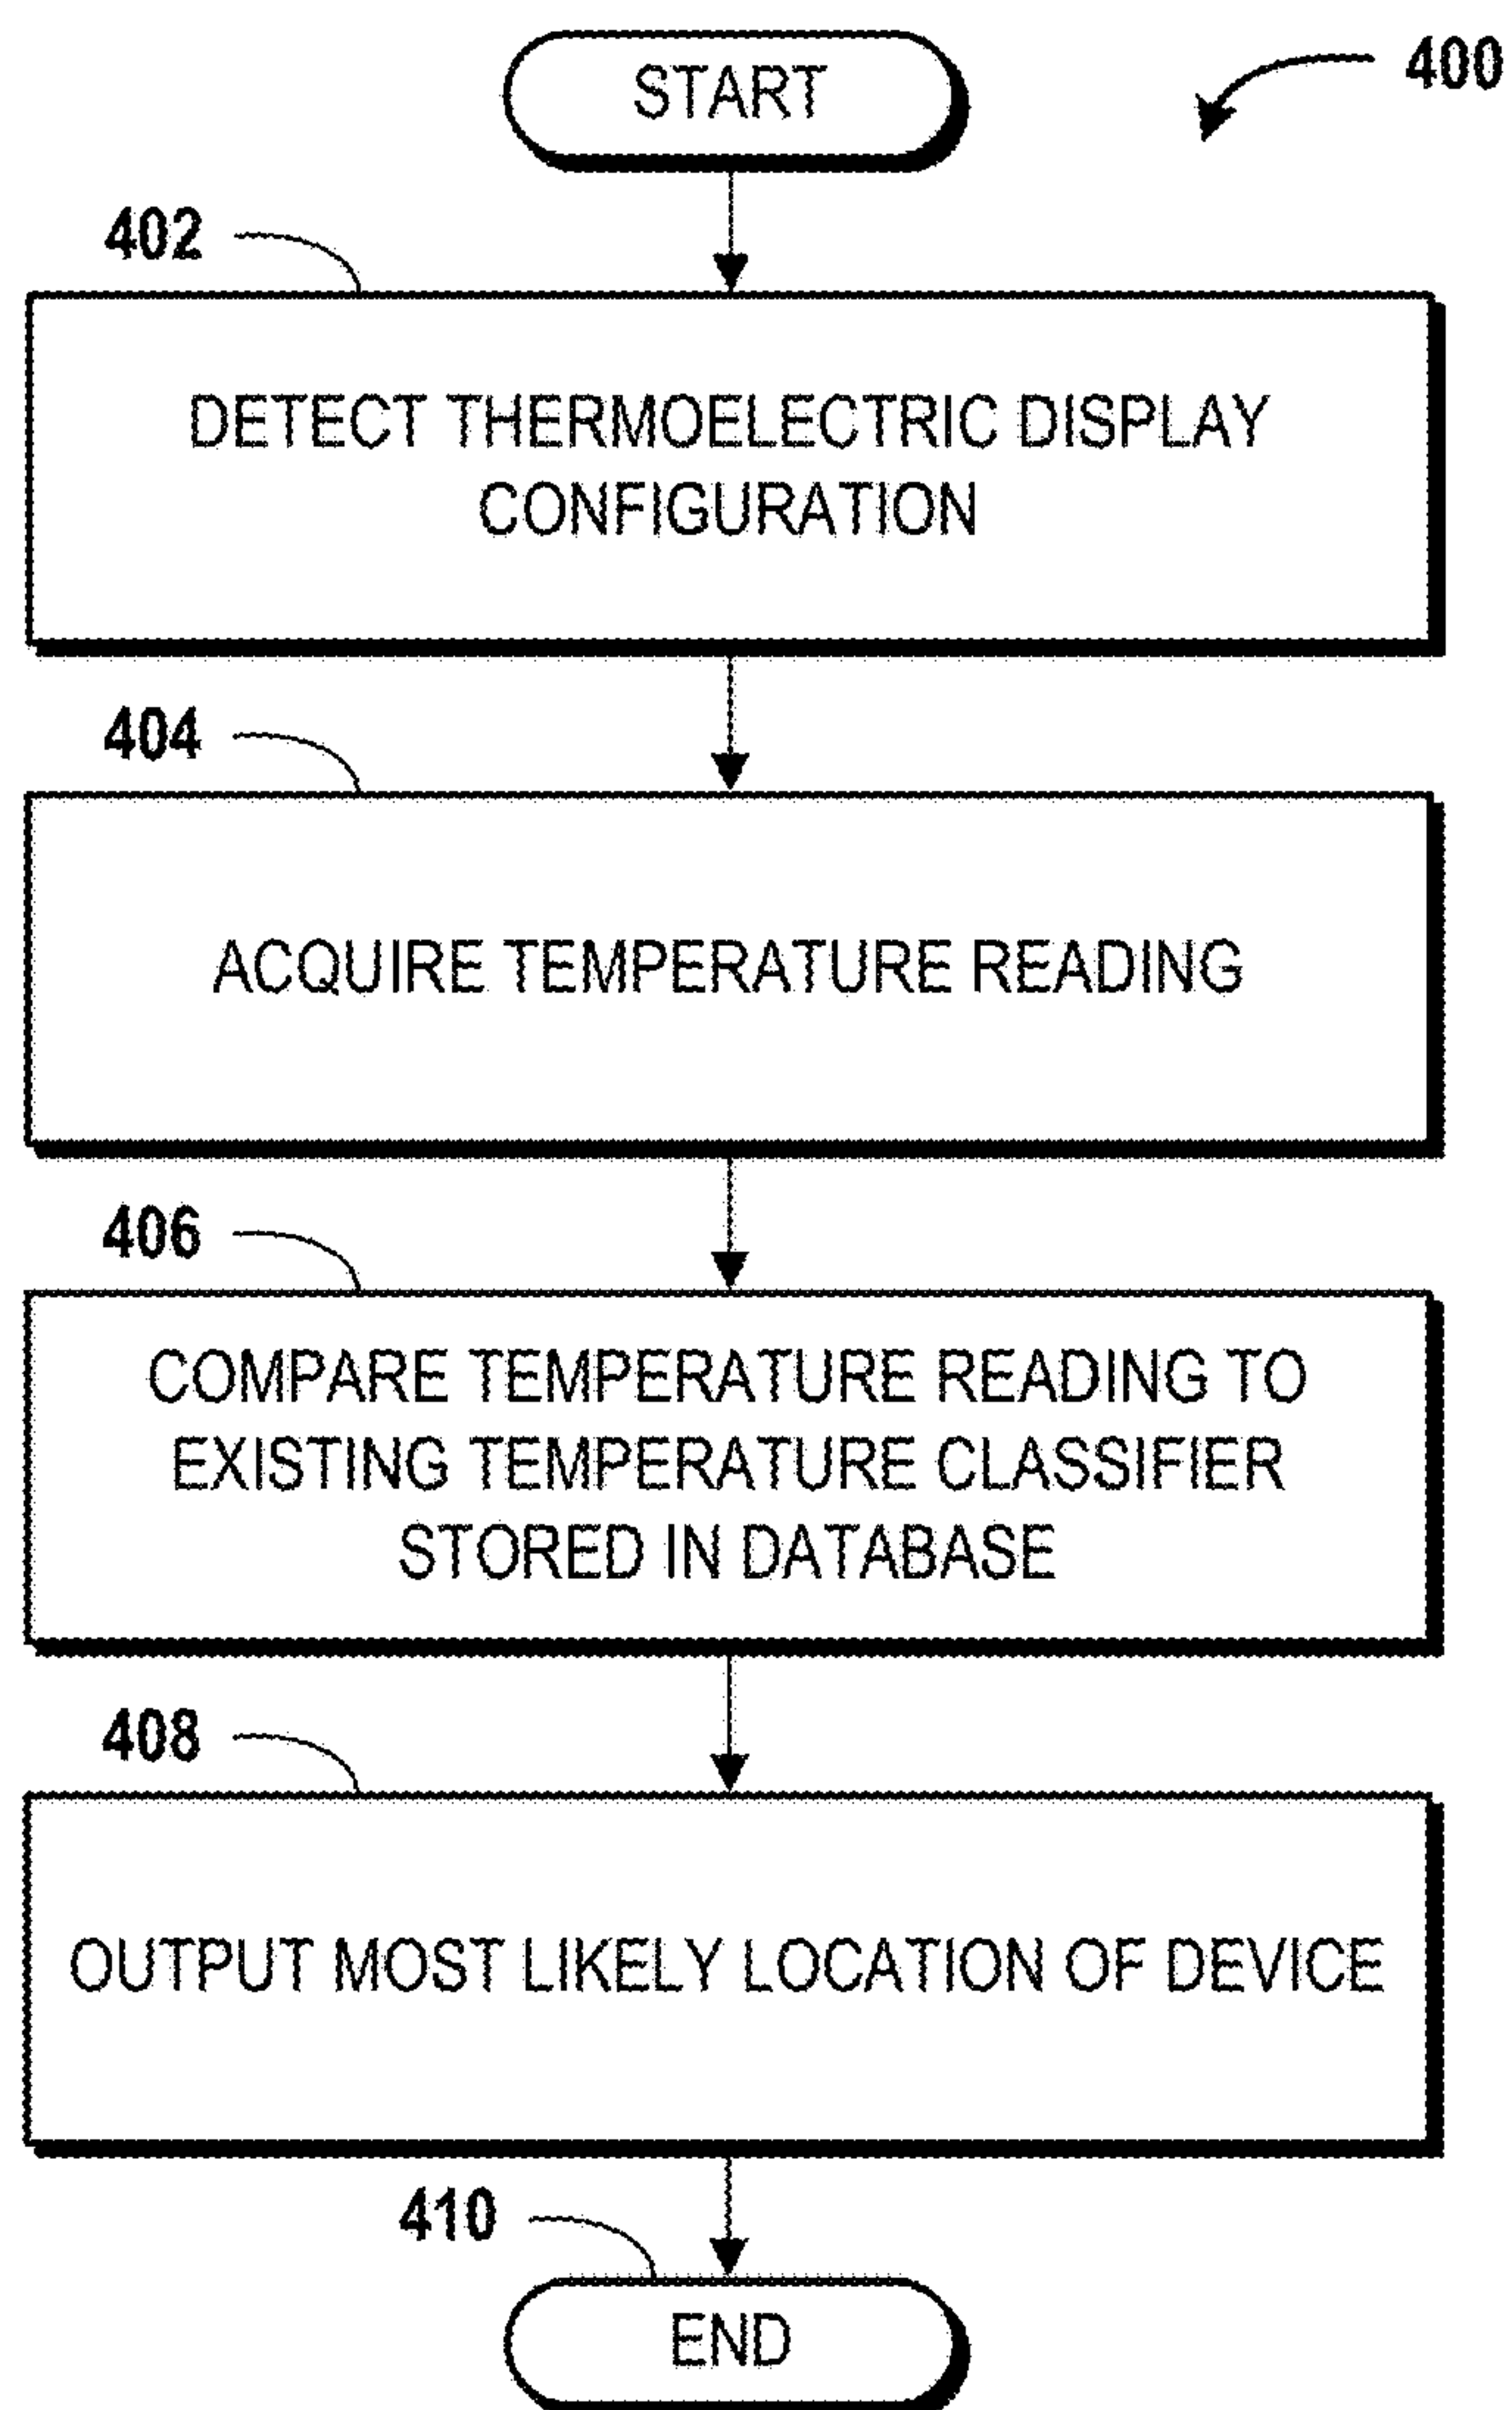 START
400
402
DETECT THERMOELECTRIC DISPLAY
CONFIGURATION
404
ACQUIRE TEMPERATURE READING
406
COMPARE TEMPERATURE READING TO
EXISTING TEMPERATURE CLASSIFIER
STORED IN DATABASE
408
OUTPUT MOST LIKELY LOCATION OF DEVICE
410
END